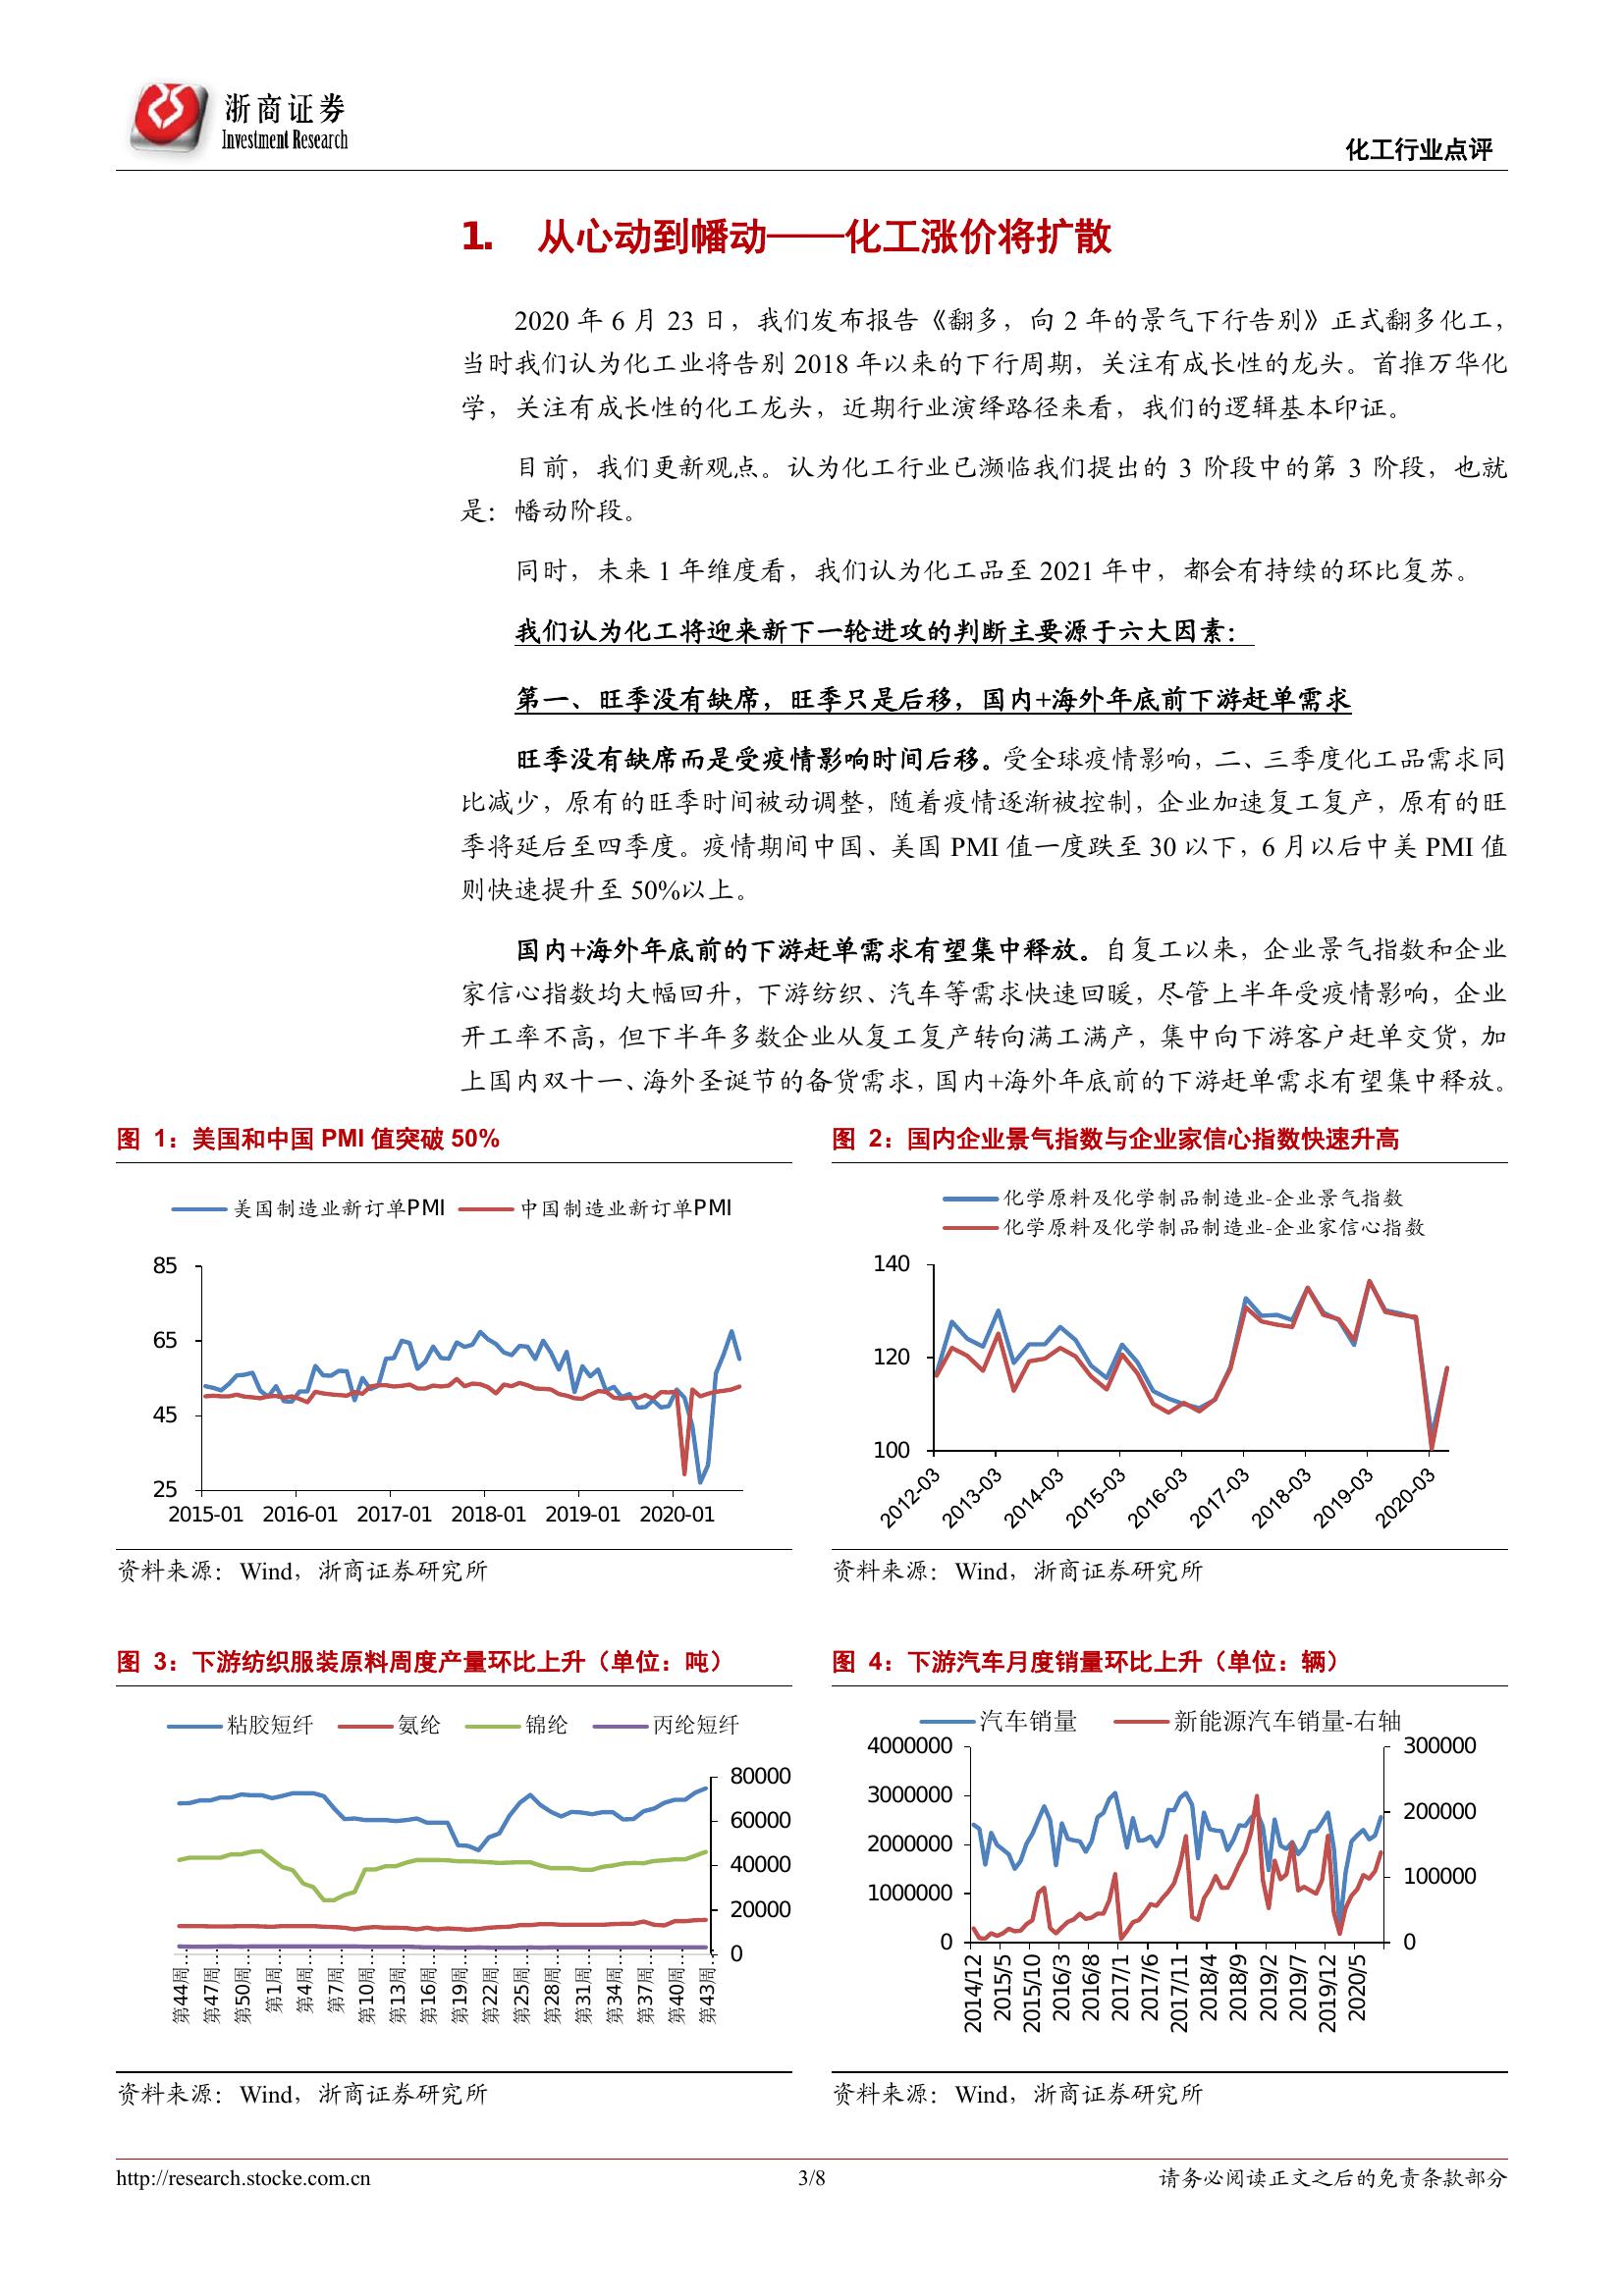 浙商证券
Investment Research
化工行业点评
1. 从心动到幡动——化工涨价将扩散
2020 年 6 月 23 日，我们发布报告《翻多，向 2 年的景气下行告别》正式翻多化工，
当时我们认为化工业将告别 2018 年以来的下行周期，关注有成长性的龙头。首推万华化
学，关注有成长性的化工龙头，近期行业演绎路径来看，我们的逻辑基本印证。
目前，我们更新观点。认为化工行业已濒临我们提出的 3 阶段中的第 3 阶段，也就
是：幡动阶段。
同时，未来 1 年维度看，我们认为化工品至 2021 年中，都会有持续的环比复苏。
我们认为化工将迎来新下一轮进攻的判断主要源于六大因素：
第一、旺季没有缺席，旺季只是后移，国内+海外年底前下游赶单需求
旺季没有缺席而是受疫情影响时间后移。受全球疫情影响，二、三季度化工品需求同
比减少，原有的旺季时间被动调整，随着疫情逐渐被控制，企业加速复工复产，原有的旺
季将延后至四季度。疫情期间中国、美国 PMI 值一度跌至 30 以下，6 月以后中美 PMI 值
则快速提升至 50%以上。
国内+海外年底前的下游赶单需求有望集中释放。自复工以来，企业景气指数和企业
家信心指数均大幅回升，下游纺织、汽车等需求快速回暖，尽管上半年受疫情影响，企业
开工率不高，但下半年多数企业从复工复产转向满工满产，集中向下游客户赶单交货，加
上国内双十一、海外圣诞节的备货需求，国内+海外年底前的下游赶单需求有望集中释放。
图 1：美国和中国 PMI 值突破 50%
美国制造业新订单PMI 中国制造业新订单PMI
85
65
45
25
2015-01 2016-01 2017-01 2018-01 2019-01 2020-01
资料来源：Wind，浙商证券研究所
图 2：国内企业景气指数与企业家信心指数快速升高
化学原料及化学制品制造业-企业景气指数
化学原料及化学制品制造业-企业家信心指数
140
120
100
2012-03 2013-03 2014-03 2015-03 2016-03 2017-03 2018-03 2019-03 2020-03
资料来源：Wind，浙商证券研究所
图 3：下游纺织服装原料周度产量环比上升（单位：吨）
粘胶短纤 氨纶 锦纶 丙纶短纤
80000
60000
40000
20000
0
第44周… 第47周… 第50周… 第1周… 第4周… 第7周… 第10周… 第13周… 第16周… 第19周… 第22周… 第25周… 第28周… 第31周… 第34周… 第37周… 第40周… 第43周…
资料来源：Wind，浙商证券研究所
图 4：下游汽车月度销量环比上升（单位：辆）
汽车销量 新能源汽车销量-右轴
4000000 300000
3000000
200000
2000000
100000
1000000
0 0
2014/12 2015/5 2015/10 2016/3 2016/8 2017/1 2017/6 2017/11 2018/4 2018/9 2019/2 2019/7 2019/12 2020/5
资料来源：Wind，浙商证券研究所
http://research.stocke.com.cn 3/8 请务必阅读正文之后的免责条款部分